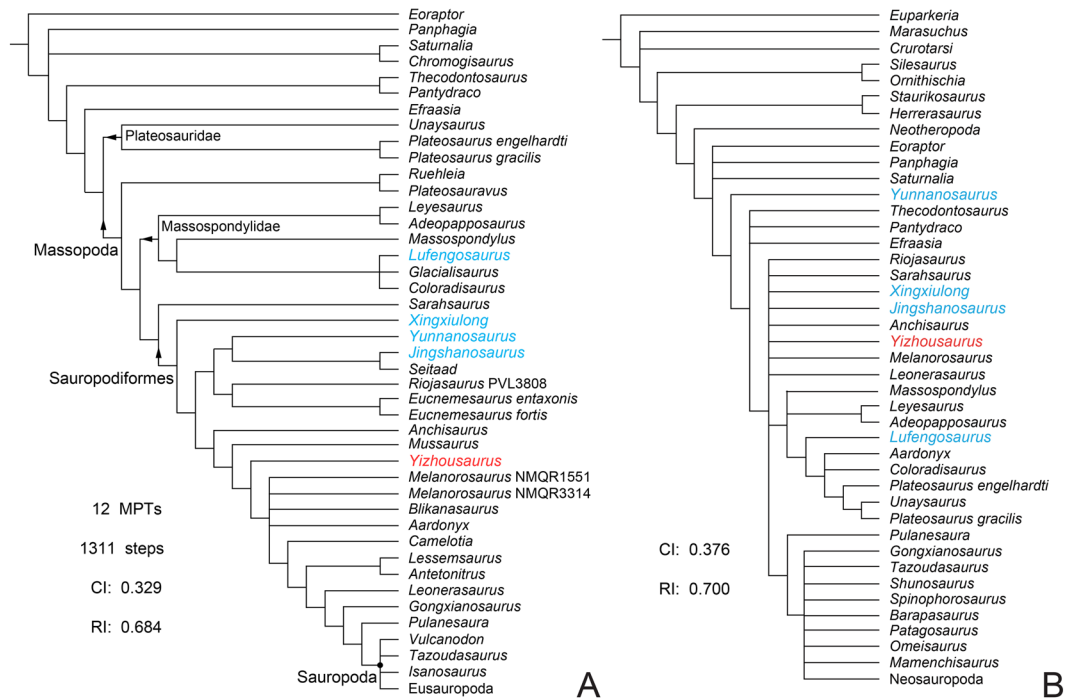 Eoraptor
Panphagia
Saturnalia
Chromogisaurus
Thecodontosaurus
Pantydraco
Efraasia
Unaysaurus
Plateosauridae
Plateosaurus engelhardti
Plateosaurus gracilis
Ruehleia
Plateosauravus
Leyesaurus
Adeopapposaurus
Massospondylidae
Massospondylus
Massopoda
Lufengosaurus
Glacialisaurus
Coloradisaurus
Sarahsaurus
Xingxiulong
Yunnanosaurus
Jingshanosaurus
Seitaad
Sauropodiformes
Riojasaurus PVL3808
Eucnemesaurus entaxonis
Eucnemesaurus fortis
Anchisaurus
Mussaurus
Yizhousaurus
Melanorosaurus NMQR1551
Melanorosaurus NMQR3314
Blikanasaurus
Aardonyx
Camelotia
Lessemsaurus
Antetonitrus
Leonerasaurus
Gongxianosaurus
Pulanesaura
Vulcanodon
Tazoudasaurus
Isanosaurus
Sauropoda
Eusauropoda
12 MPTs
1311 steps
CI: 0.329
RI: 0.684
A
Euparkeria
Marasuchus
Crurotarsi
Silesaurus
Ornithischia
Staurikosaurus
Herrerasaurus
Neotheropoda
Eoraptor
Panphagia
Saturnalia
Yunnanosaurus
Thecodontosaurus
Pantydraco
Efraasia
Riojasaurus
Sarahsaurus
Xingxiulong
Jingshanosaurus
Anchisaurus
Yizhousaurus
Melanorosaurus
Leonerasaurus
Massospondylus
Leyesaurus
Adeopapposaurus
Lufengosaurus
Aardonyx
Coloradisaurus
Plateosaurus engelhardti
Unaysaurus
Plateosaurus gracilis
Pulanesaura
Gongxianosaurus
Tazoudasaurus
Shunosaurus
Spinophorosaurus
Barapasaurus
Patagosaurus
Omeisaurus
Mamenchisaurus
Neosauropoda
CI: 0.376
RI: 0.700
B